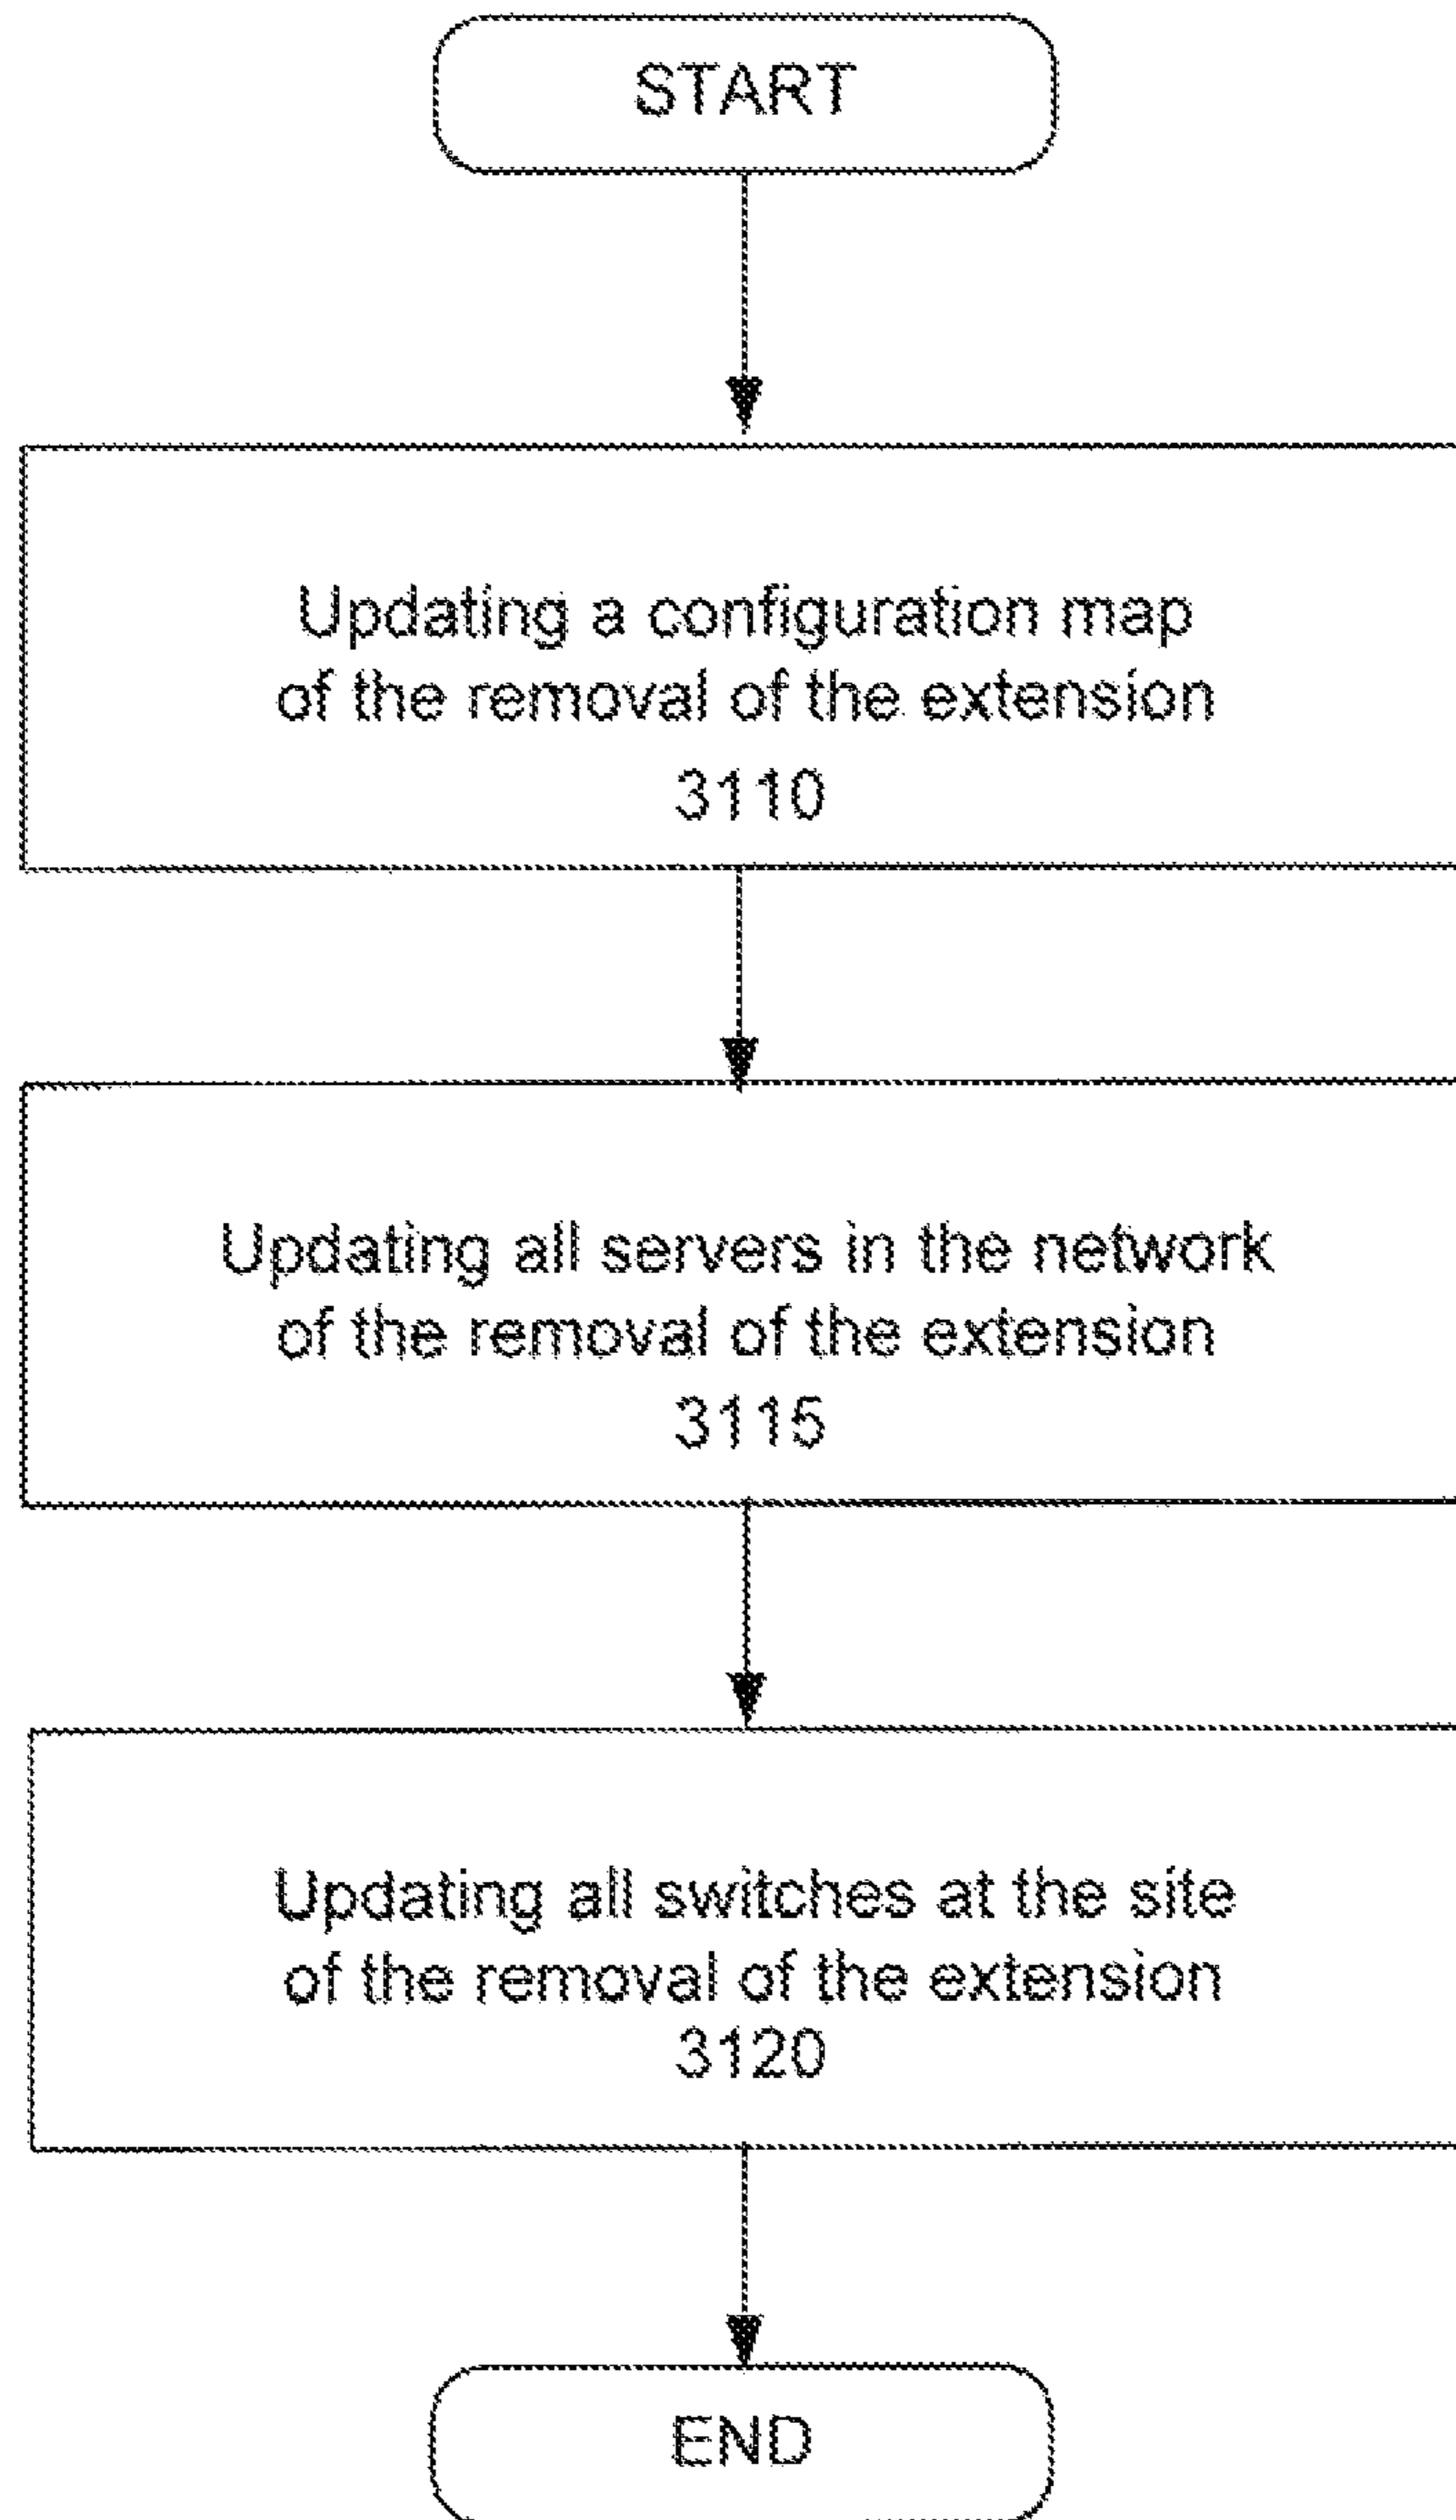 START
Updating a configuration map
of the removal of the extension
3110
Updating all servers in the network
of the removal of the extension
3115
Updating all switches at the site
of the removal of the extension
3120
END